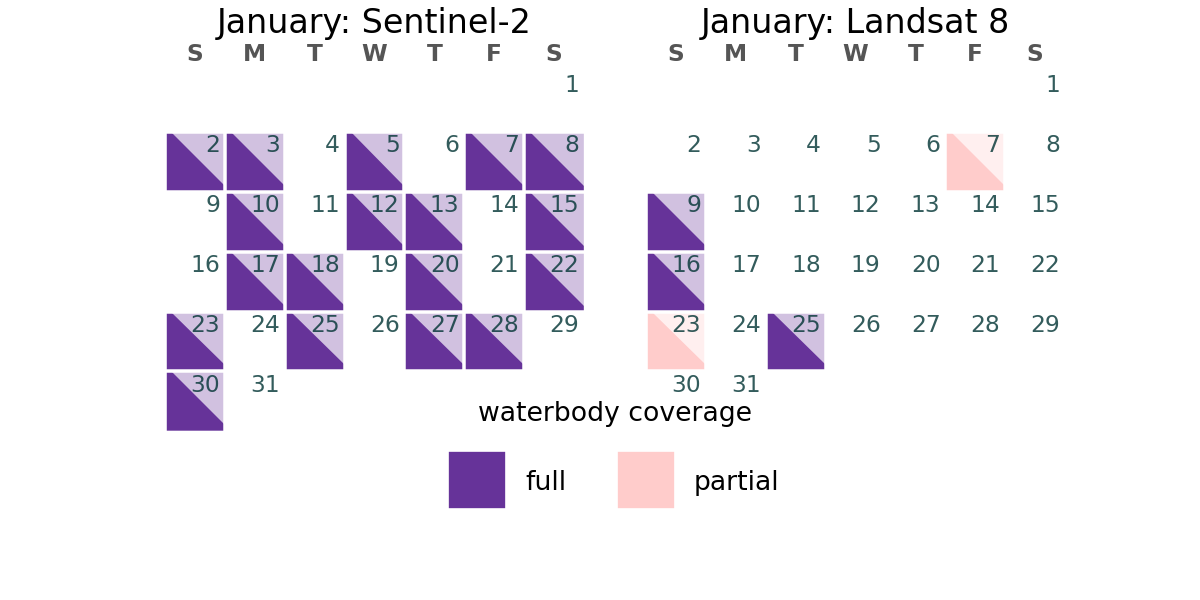 January: Sentinel-2
S M T W T F S
1
2 3 4 5 6 7 8
9 10 11 12 13 14 15
16 17 18 19 20 21 22
23 24 25 26 27 28 29
30 31
January: Landsat 8
S M T W T F S
1
2 3 4 5 6 7 8
9 10 11 12 13 14 15
16 17 18 19 20 21 22
23 24 25 26 27 28 29
30 31
waterbody coverage
full partial